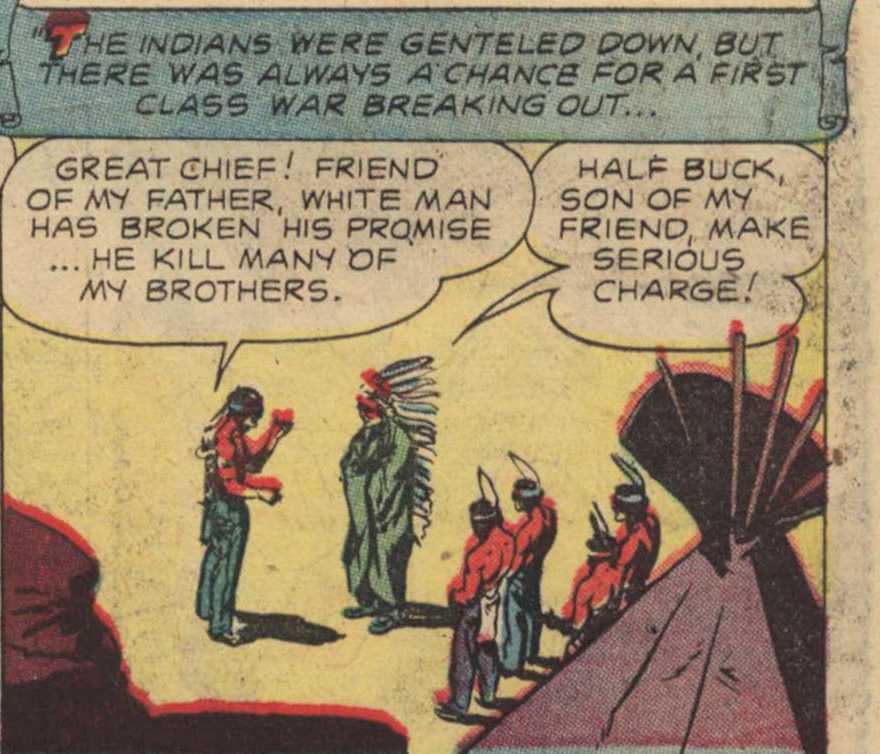 "THE INDIANS WERE GENTELED DOWN, BUT
THERE WAS ALWAYS A CHANCE FOR A FIRST
CLASS WAR BREAKING OUT...
GREAT CHIEF! FRIEND
OF MY FATHER, WHITE MAN
HAS BROKEN HIS PROMISE
...HE KILL MANY OF
MY BROTHERS.
HALF BUCK,
SON OF MY
FRIEND, MAKE
SERIOUS
CHARGE!